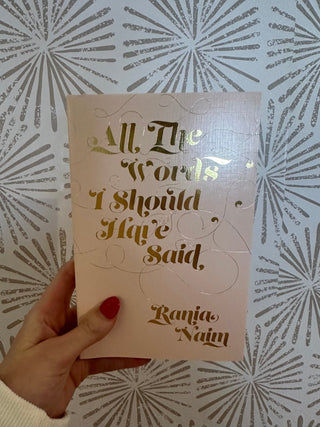 All The
Words
I Should
Have
Said
Rania
Naim